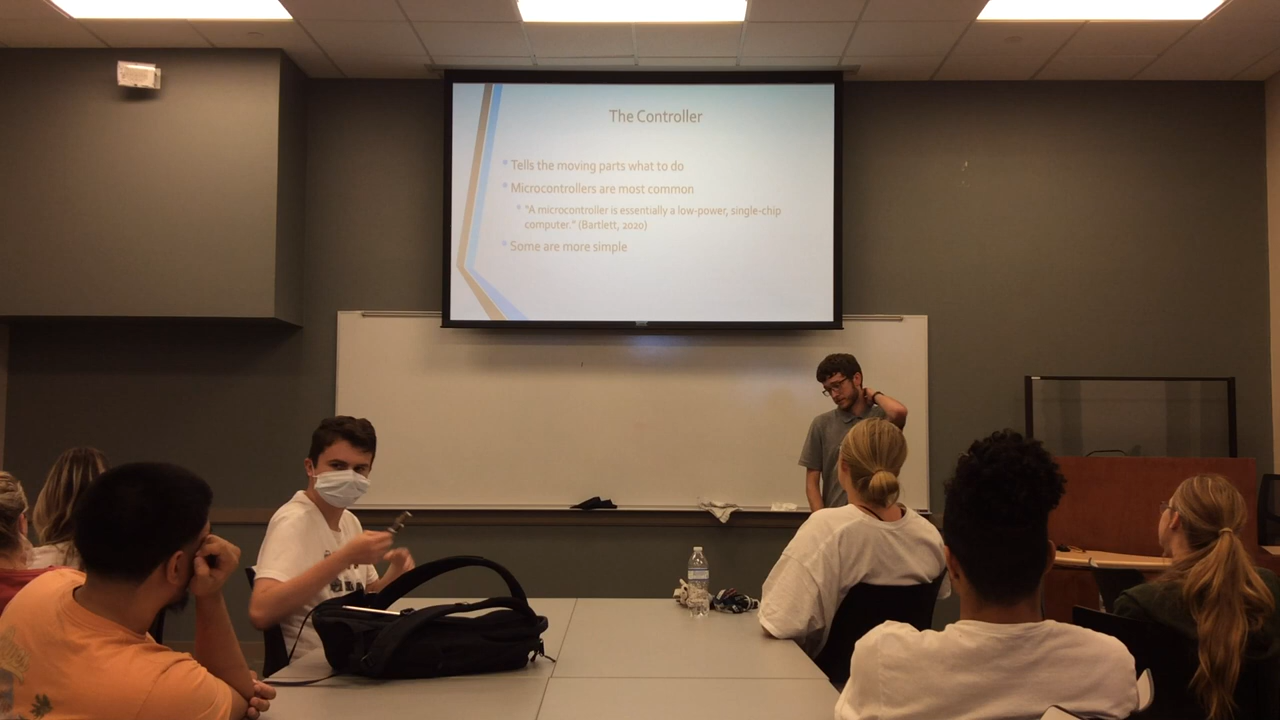 The Controller
* Tells the moving parts what to do
* Microcontrollers are most common
* "A microcontroller is essentially a low-power, single-chip
computer." (Bartlett, 2020)
* Some are more simple